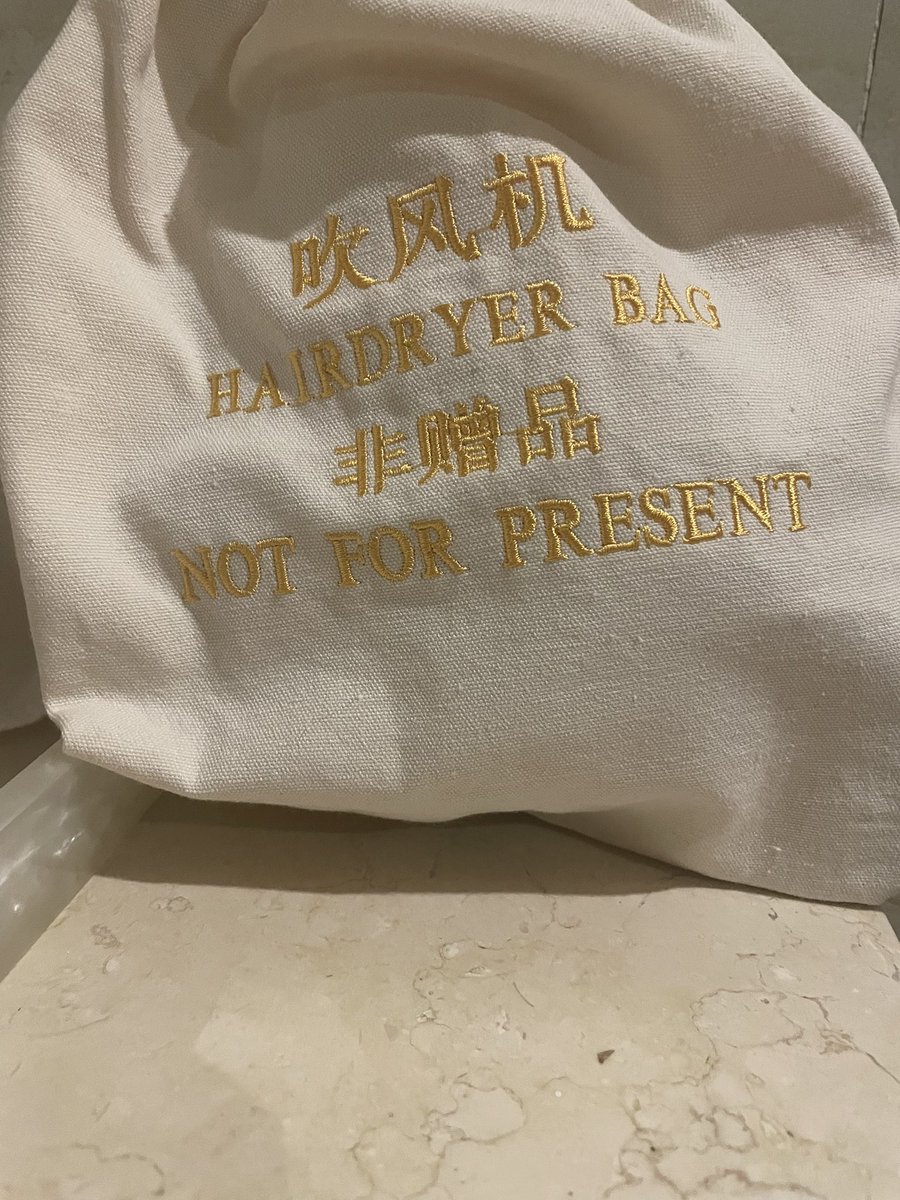 吹风机
HAIRDRYER BAG
非赠品
NOT FOR PRESENT